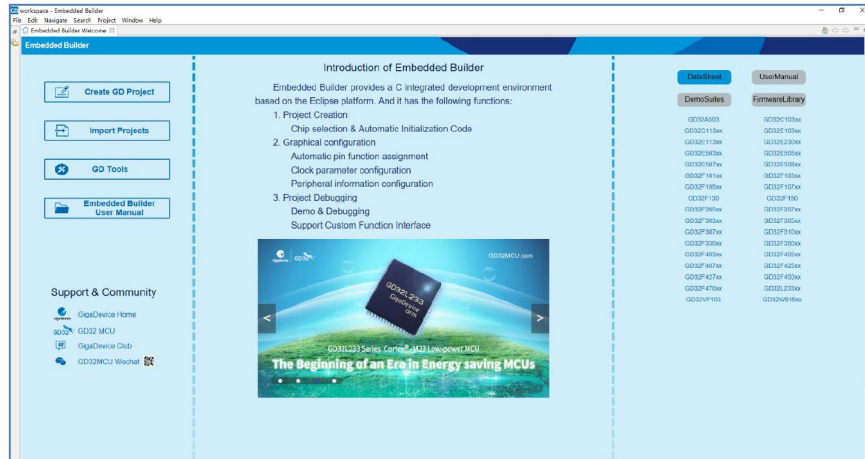 workspace - Embedded Builder
File Edit Navigate Search Project Window Help
Embedded Builder Welcome
Embedded Builder
Create GD Project
Import Projects
GD Tools
Embedded Builder
User Manual
Support & Community
GigaDevice Home
GD32 MCU
GigaDevice Club
GD32MCU Wechat
Introduction of Embedded Builder
Embedded Builder provides a C integrated development environment
based on the Eclipse platform. And it has the following functions:
1. Project Creation
Chip selection & Automatic Initialization Code
2. Graphical configuration
Automatic pin function assignment
Clock parameter configuration
Peripheral information configuration
3. Project Debugging
Demo & Debugging
Support Custom Function Interface
GD32MCU.com
GD32L233
GigaDevice
arm
GD32L233 Series Cortex®-M23 Low-power MCU
The Beginning of an Era in Energy saving MCUs
DataSheet UserManual
DemoSuites FirmwareLibrary
GD32A503 GD32C103xx
GD32C113xx GD32E103xx
GD32E113xx GD32E230xx
GD32E503xx GD32E505xx
GD32E507xx GD32E508xx
GD32F101xx GD32F103xx
GD32F105xx GD32F107xx
GD32F130 GD32F150
GD32F205xx GD32F207xx
GD32F303xx GD32F305xx
GD32F307xx GD32F310xx
GD32F330xx GD32F350xx
GD32F403xx GD32F405xx
GD32F407xx GD32F425xx
GD32F427xx GD32F450xx
GD32F470xx GD32L233xx
GD32VF103 GD32W515xx